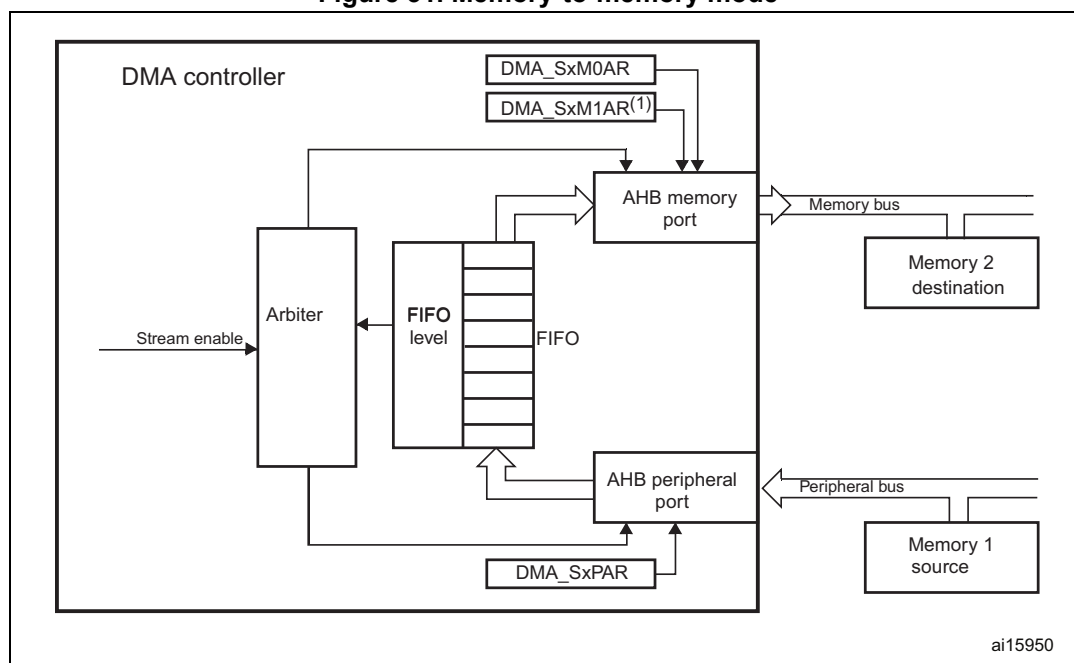 DMA controller
DMA_SxM0AR
DMA_SxM1AR(1)
AHB memory
port
Memory bus
Memory 2
destination
Arbiter
FIFO
level
FIFO
Stream enable
AHB peripheral
port
Peripheral bus
Memory 1
source
DMA_SxPAR
ai15950